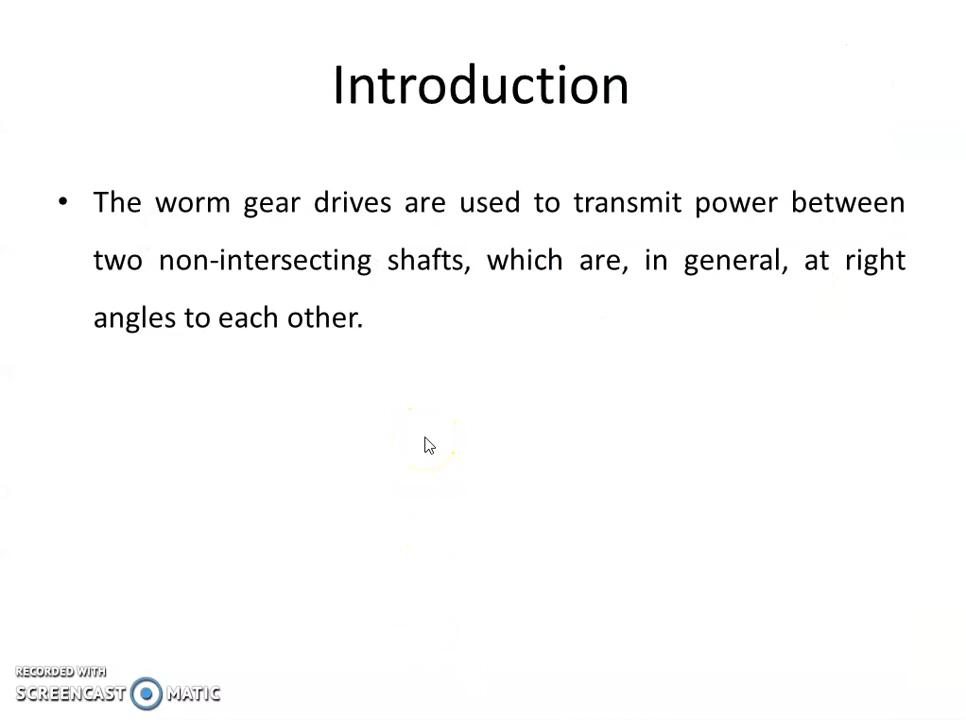 Introduction
• The worm gear drives are used to transmit power between
two non-intersecting shafts, which are, in general, at right
angles to each other.
RECORDED WITH
SCREENCAST MATIC